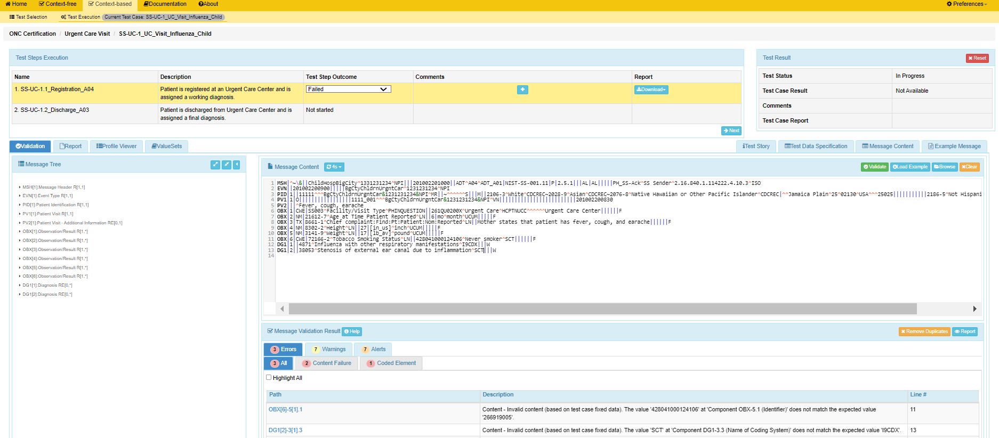 Home Context-free Context-based Documentation About Preferences
Test Selection Test Execution Current Test Case: SS-UC-1_UC_Visit_Influenza_Child
ONC Certification / Urgent Care Visit / SS-UC-1_UC_Visit_Influenza_Child
Test Steps Execution
Name Description Test Step Outcome Comments Report
1. SS-UC-1.1_Registration_A04 Patient is registered at an Urgent Care Center and is assigned a working diagnosis. Failed Download
2. SS-UC-1.2_Discharge_A03 Patient is discharged from Urgent Care Center and is assigned a final diagnosis. Not started
Next
Test Result Reset
Test Status In Progress
Test Case Result Not Available
Comments
Test Case Report
Validation Report Profile Viewer ValueSets Test Story Test Data Specification Message Content Example Message
Message Tree
MSH[1]:Message Header R[1,1]
EVN[1]:Event Type R[1,1]
PID[1]:Patient Identification R[1,1]
PV1[1]:Patient Visit R[1,1]
PV2[1]:Patient Visit - Additional Information RE[0,1]
OBX[1]:Observation/Result R[1,*]
OBX[2]:Observation/Result R[1,*]
OBX[3]:Observation/Result R[1,*]
OBX[4]:Observation/Result R[1,*]
OBX[5]:Observation/Result R[1,*]
OBX[6]:Observation/Result R[1,*]
DG1[1]:Diagnosis RE[0,*]
DG1[2]:Diagnosis RE[0,*]
Message Content 4s Validate Load Example Browse Clear
1 MSH|^~\&||ChildHospBigCity^1331231234^NPI|||201002201000||ADT^A04^ADT_A01|NIST-SS-001.11|P|2.5.1|||AL|AL|||||PH_SS-Ack^SS Sender^2.16.840.1.114222.4.10.3^ISO
2 EVN||201002200900|||||BgCtyChldrnUrgntCar^1231231234^NPI
3 PID|1||11111^^^BgCtyChldrnUrgntCar&1231231234&NPI^MR||~^^^^^^S|||M||2106-3^White^CDCREC~2028-9^Asian^CDCREC~2076-8^Native Hawaiian or Other Pacific Islander^CDCREC|^^Jamaica Plain^25^02130^USA^^^25025|||||||||||2186-5^Not Hispani
4 PV1|1|O|||||||||||||||||1111_001^^^BgCtyChldrnUrgntCar&1231231234&NPI^VN|||||||||||||||||||||||||201002200830
5 PV2|||^Fever, cough, earache
6 OBX|1|CWE|SS003^Facility/Visit Type^PHINQUESTION||261QU0200X^Urgent Care^HCPTNUCC^^^^^^Urgent Care Center||||||F
7 OBX|2|NM|21612-7^Age at Time Patient Reported^LN||6|mo^month^UCUM|||||F
8 OBX|3|TX|8661-1^Chief complaint:Find:Pt:Patient:Nom:Reported^LN||Mother states that patient has fever, cough, and earache||||||F
9 OBX|4|NM|8302-2^Height^LN||27|[in_us]^inch^UCUM|||||F
10 OBX|5|NM|3141-9^Weight^LN||17|[lb_av]^pound^UCUM|||||F
11 OBX|6|CWE|72166-2^Tobacco Smoking Status^LN||428041000124106^Never smoker^SCT||||||F
12 DG1|1||4871^Influenza with other respiratory manifestations^I9CDX|||W
13 DG1|2||38053^Stenosis of external ear canal due to inflammation^SCT|||W
14
Message Validation Result Help Remove Duplicates Report
3 Errors 7 Warnings 7 Alerts
3 All 2 Content Failure 1 Coded Element
Highlight All
Path Description Line #
OBX[6]-5[1].1 Content - Invalid content (based on test case fixed data). The value '428041000124106' at 'Component OBX-5.1 (Identifier)' does not match the expected value '266919005'. 11
DG1[2]-3[1].3 Content - Invalid content (based on test case fixed data). The value 'SCT' at 'Component DG1-3.3 (Name of Coding System)' does not match the expected value 'I9CDX'. 13